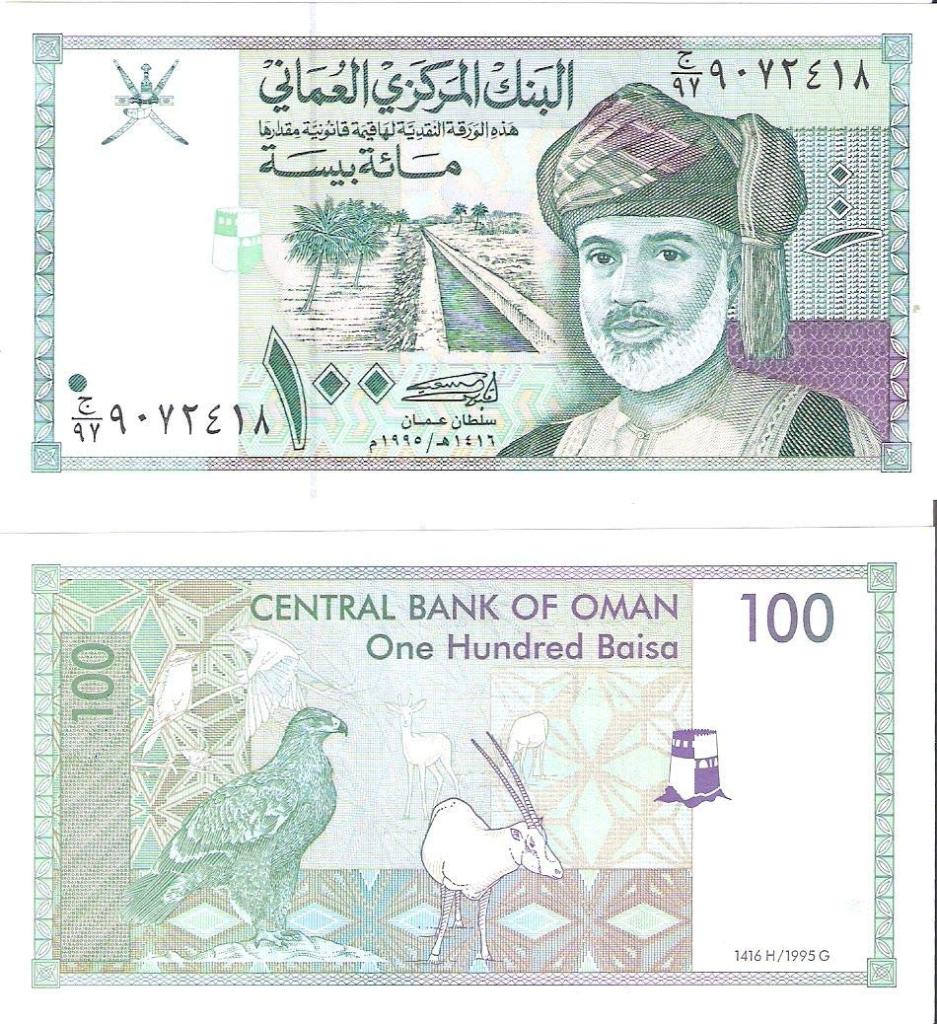 البنك المركزي العماني
ج/٩٧ ٩٠٧٢٤١٨
هذه الورقة النقدية لها قيمة قانونية مقدارها
مائة بيسة
١٠٠
١٠٠
ج/٩٧ ٩٠٧٢٤١٨
سلطان عمان
١٤١٦هـ/١٩٩٥م
CENTRAL BANK OF OMAN
100
One Hundred Baisa
100
1416 H/1995 G